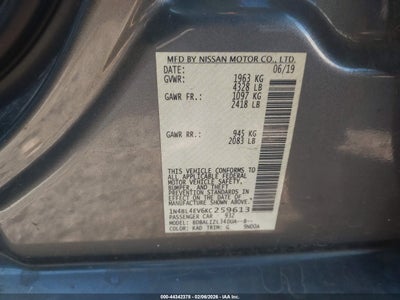 MFD BY NISSAN MOTOR CO., LTD.
DATE: 06/19
GVWR: 1963 KG
4328 LB
GAWR FR.: 1097 KG
2418 LB
GAWR RR.: 945 KG
2083 LB
THIS VEHICLE CONFORMS TO ALL
APPLICABLE FEDERAL MOTOR
VEHICLE SAFETY,
BUMPER, AND THEFT
PREVENTION STANDARDS
IN EFFECT ON THE DATE OF
MANUFACTURE SHOWN ABOVE.
1N4BL4EV6KC259613
PASSENGER CAR 932
MODEL:
COLOR: KAD TRIM: G
44342378 - 02/06/2026 - © IAA